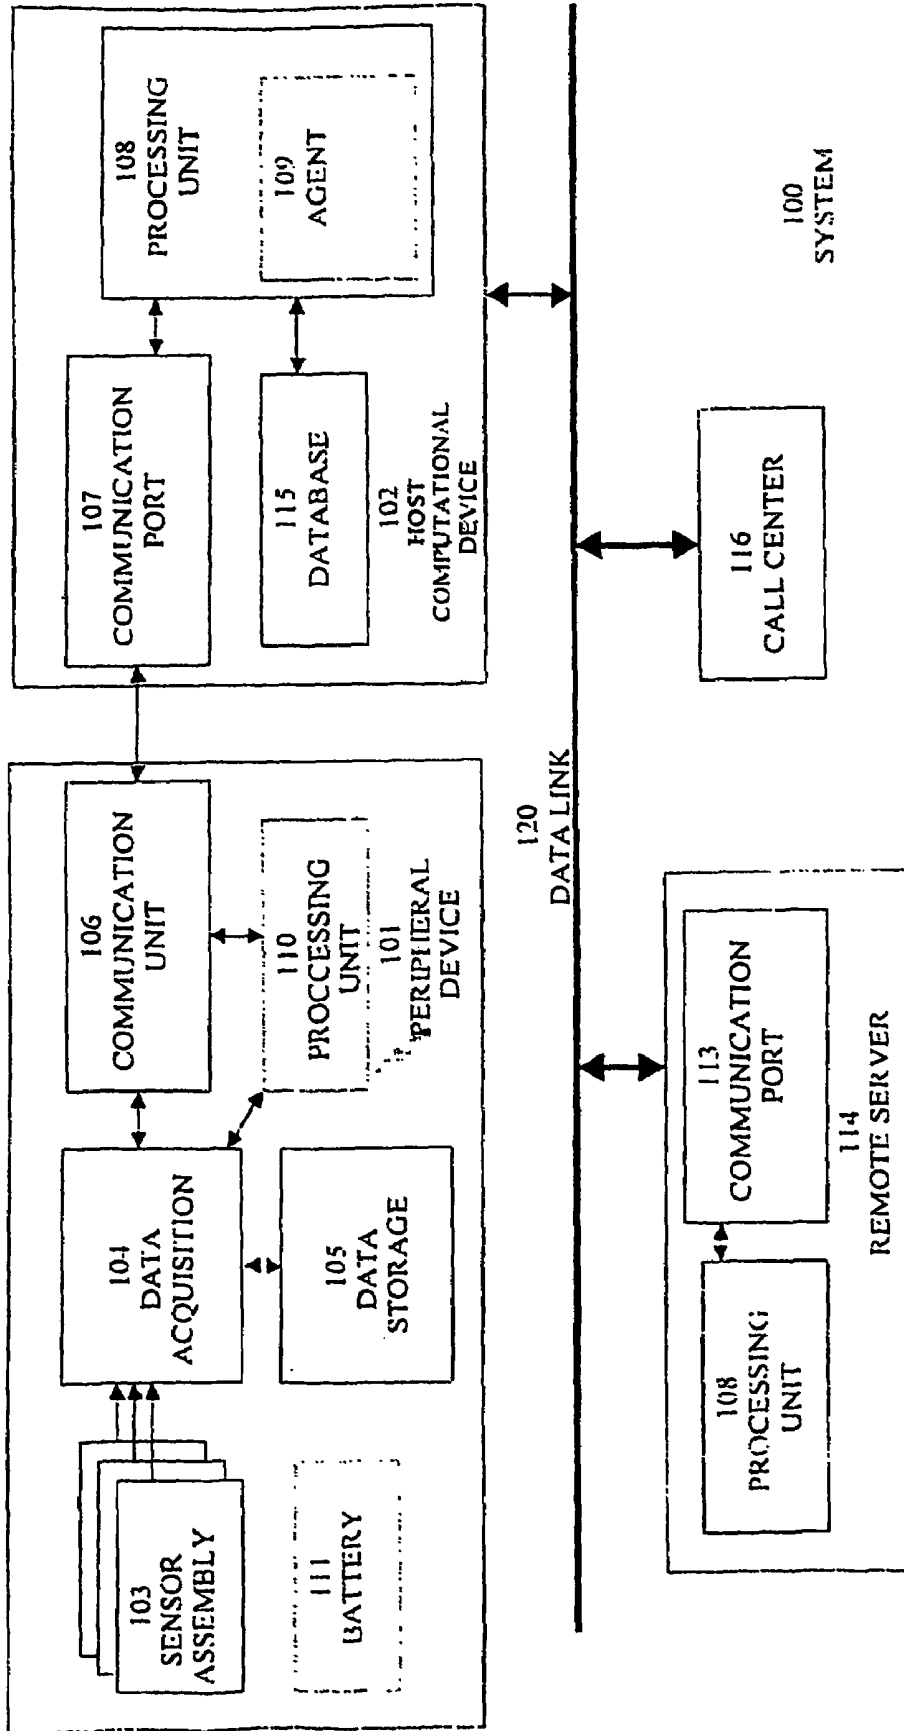 103
SENSOR
ASSEMBLY
111
BATTERY
104
DATA
ACQUISITION
105
DATA
STORAGE
106
COMMUNICATION
UNIT
110
PROCCESSING
UNIT
101
PERIPHERAL
DEVICE
107
COMMUNICATION
PORT
115
DATABASE
102
HOST
COMPUTATIONAL
DEVICE
108
PROCESSING
UNIT
109
AGENT
120
DATA LINK
108
PROCESSING
UNIT
113
COMMUNICATION
PORT
114
REMOTE SERVER
116
CALL CENTER
100
SYSTEM